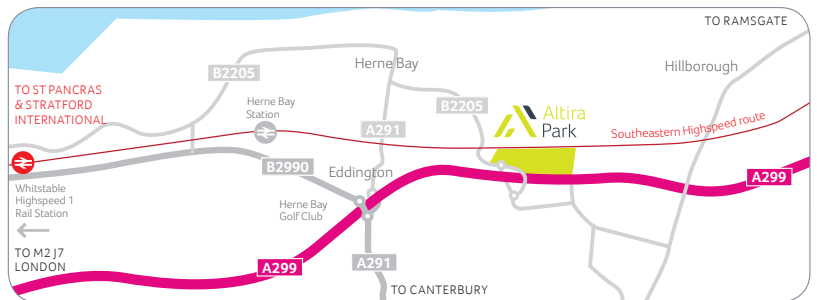 TO RAMSGATE
Herne Bay
Hillborough
B2205
TO ST PANCRAS
& STRATFORD
INTERNATIONAL
Herne Bay
Station
B2205
Altira
Park
A291
Southeastern Highspeed route
B2990
Eddington
A299
Whitstable
Highspeed 1
Rail Station
Herne Bay
Golf Club
TO M2 J7
LONDON
A299
A291
TO CANTERBURY